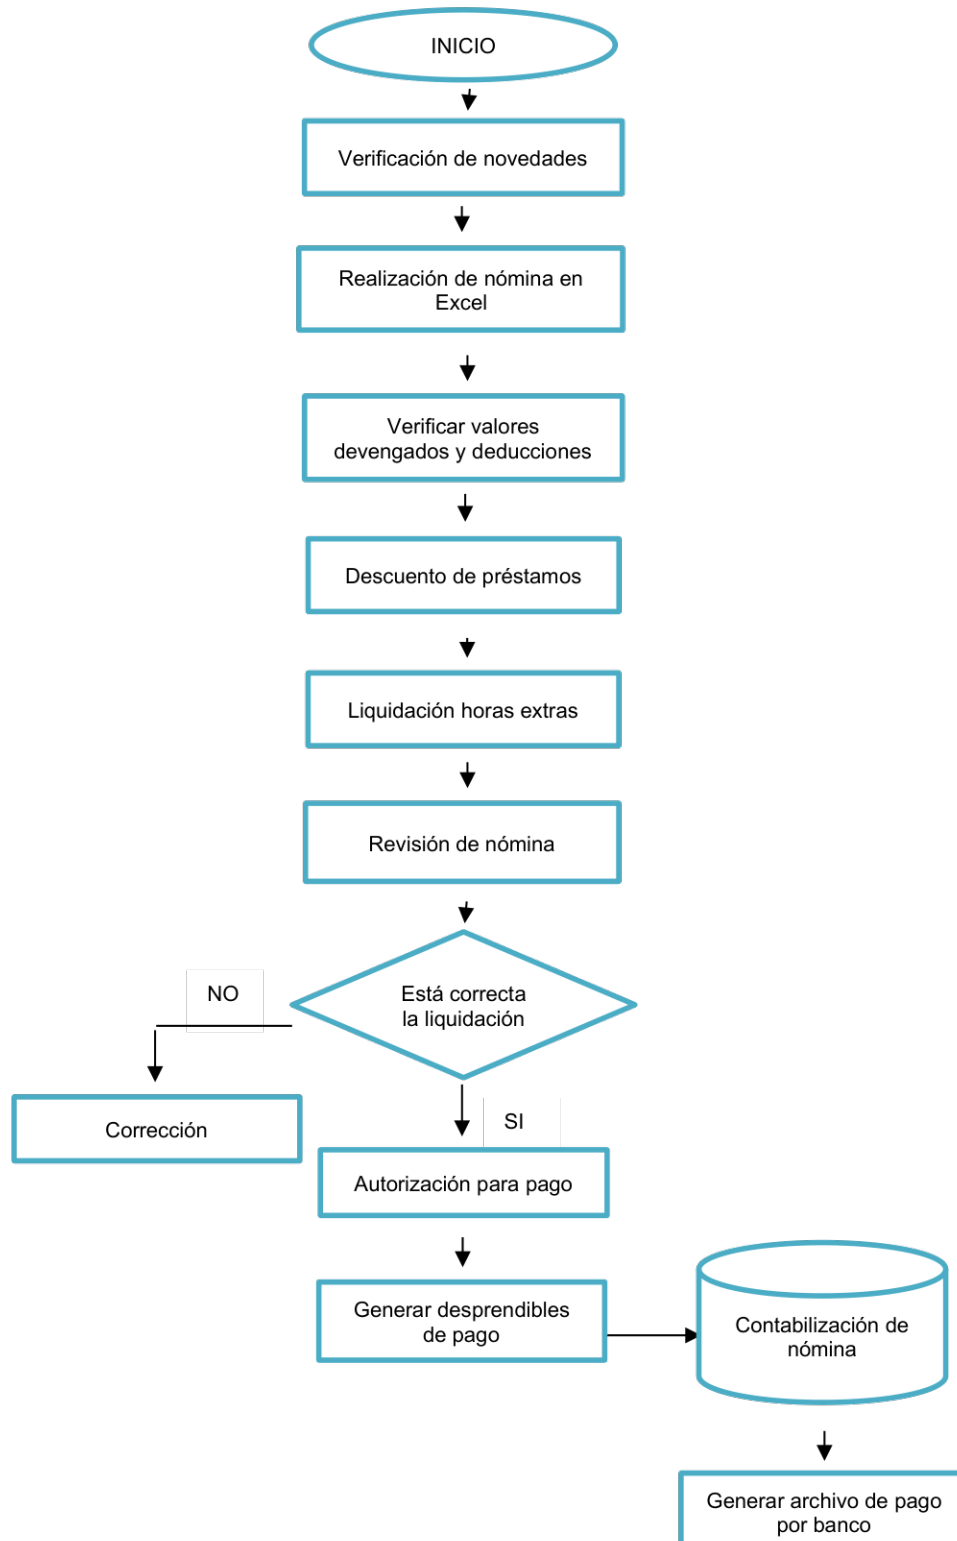 INICIO
Verificación de novedades
Realización de nómina en
Excel
Verificar valores
devengados y deducciones
Descuento de préstamos
Liquidación horas extras
Revisión de nómina
Está correcta
la liquidación
NO
Corrección
SI
Autorización para pago
Generar desprendibles
de pago
Contabilización de
nómina
Generar archivo de pago
por banco